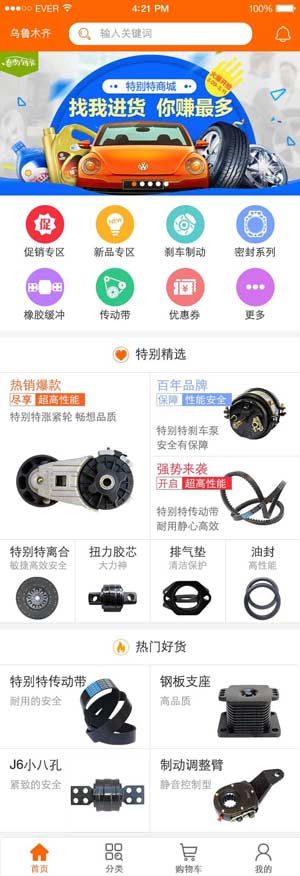 EVER
4:21 PM
100%
乌鲁木齐
输入关键词
特别特商城
找我进货 你赚最多
促
NEW
促销专区
新品专区
刹车制动
密封系列
橡胶缓冲
传动带
优惠券
更多
特别精选
热销爆款
尽享 超高性能
特别特涨紧轮 畅想品质
百年品牌
保障 性能安全
特别特刹车泵
安全有保障
强势来袭
开启 超高性能
特别特传动带
耐用静心高效
特别特离合
敏捷高效安全
扭力胶芯
大力神
排气垫
清洁保护
油封
高性能
热门好货
特别特传动带
耐用的安全
钢板支座
高品质
J6小八孔
紧致的安全
制动调整臂
静音控制型
首页
分类
购物车
我的